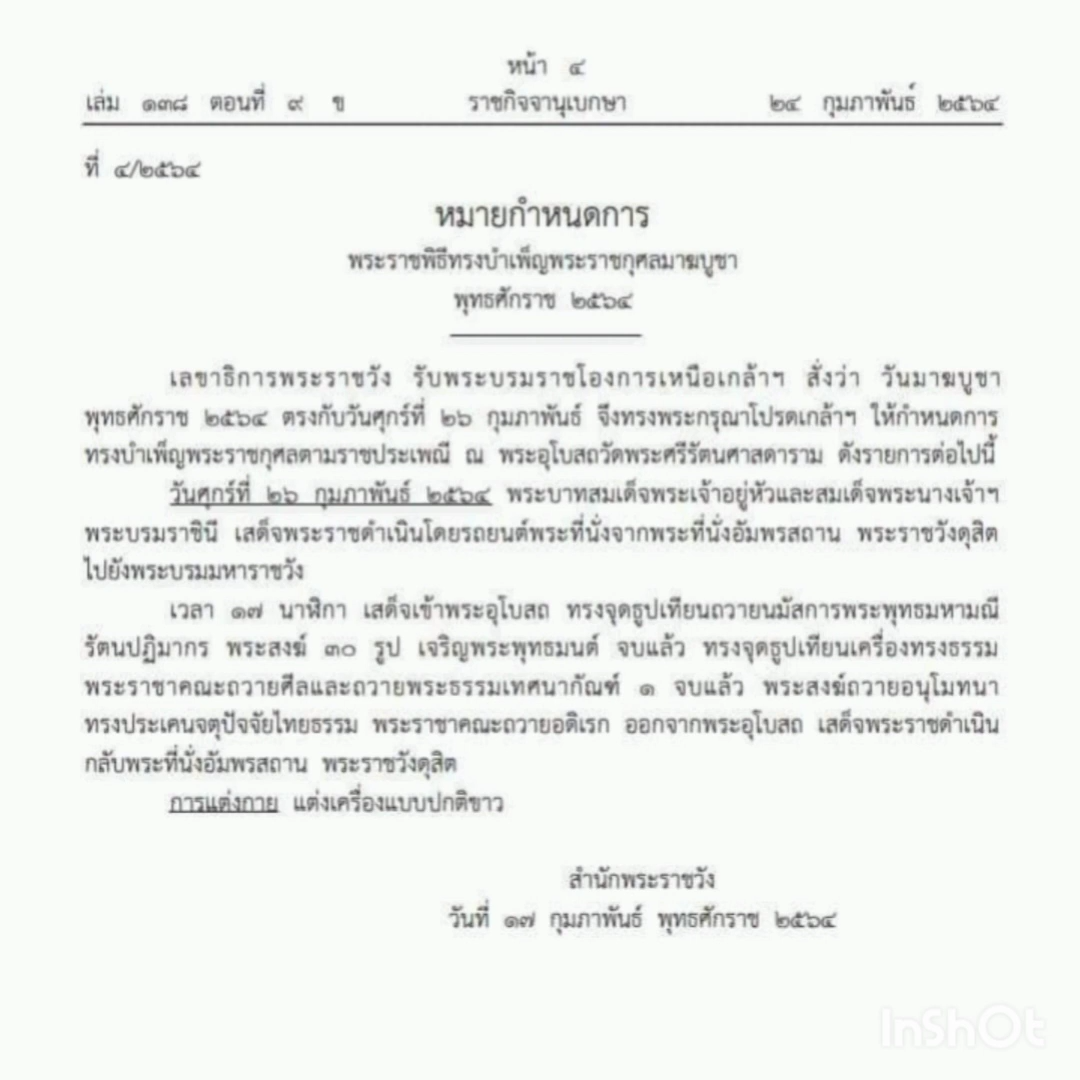 หน้า ๔
เล่ม ๑๓๘ ตอนที่ ๙ ข ราชกิจจานุเบกษา ๒๔ กุมภาพันธ์ ๒๕๖๔
ที่ ๔/๒๕๖๔
หมายกำหนดการ
พระราชพิธีทรงบำเพ็ญพระราชกุศลมาฆบูชา
พุทธศักราช ๒๕๖๔
เลขาธิการพระราชวัง รับพระบรมราชโองการเหนือเกล้าฯ สั่งว่า วันมาฆบูชา
พุทธศักราช ๒๕๖๔ ตรงกับวันศุกร์ที่ ๒๖ กุมภาพันธ์ จึงทรงพระกรุณาโปรดเกล้าฯ ให้กำหนดการ
ทรงบำเพ็ญพระราชกุศลตามราชประเพณี ณ พระอุโบสถวัดพระศรีรัตนศาสดาราม ดังรายการต่อไปนี้
วันศุกร์ที่ ๒๖ กุมภาพันธ์ ๒๕๖๔ พระบาทสมเด็จพระเจ้าอยู่หัวและสมเด็จพระนางเจ้าฯ
พระบรมราชินี เสด็จพระราชดำเนินโดยรถยนต์พระที่นั่งจากพระที่นั่งอัมพรสถาน พระราชวังดุสิต
ไปยังพระบรมมหาราชวัง
เวลา ๑๗ นาฬิกา เสด็จเข้าพระอุโบสถ ทรงจุดธูปเทียนถวายนมัสการพระพุทธมหามณี
รัตนปฏิมากร พระสงฆ์ ๓๐ รูป เจริญพระพุทธมนต์ จบแล้ว ทรงจุดธูปเทียนเครื่องทรงธรรม
พระราชาคณะถวายศีลและถวายพระธรรมเทศนากัณฑ์ ๑ จบแล้ว พระสงฆ์ถวายอนุโมทนา
ทรงประเคนจตุปัจจัยไทยธรรม พระราชาคณะถวายอดิเรก ออกจากพระอุโบสถ เสด็จพระราชดำเนิน
กลับพระที่นั่งอัมพรสถาน พระราชวังดุสิต
การแต่งกาย แต่งเครื่องแบบปกติขาว
สำนักพระราชวัง
วันที่ ๑๗ กุมภาพันธ์ พุทธศักราช ๒๕๖๔
InShOt